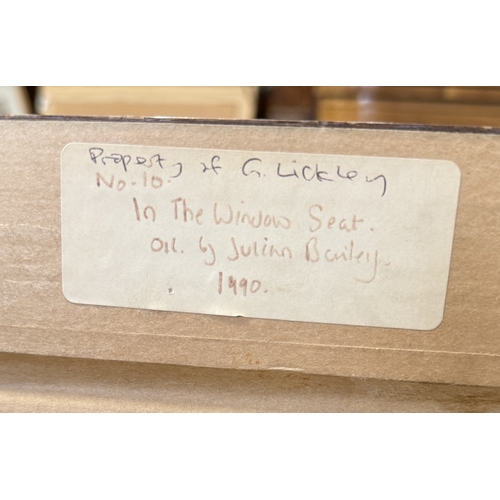 Property of G. Lickley
No. 10.
In The Window Seat.
Oil. by Julian Bailey.
1990.